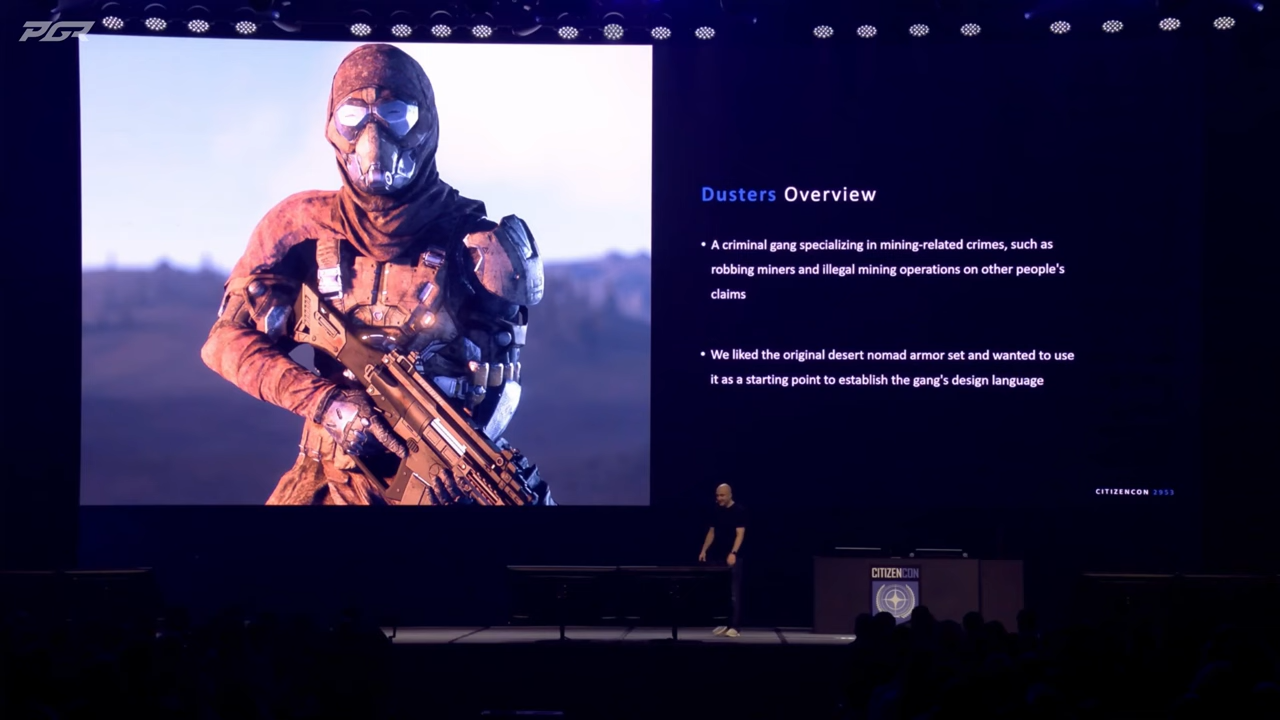 PGR
Dusters Overview
• A criminal gang specializing in mining-related crimes, such as
robbing miners and illegal mining operations on other people's
claims
• We liked the original desert nomad armor set and wanted to use
it as a starting point to establish the gang's design language
CITIZENCON 2953
CITIZENCON